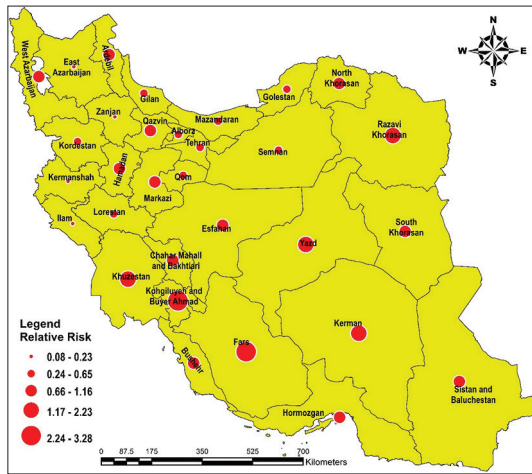 N
W E
S
West Azarbaijan
East
Azarbaijan
Ardebil
Gilan
Zanjan
Qazvin
Alborz
Mazandaran
Tehran
Golestan
North
Khorasan
Razavi
Khorasan
Semnan
Kordestan
Hamadan
Kermanshah
Markazi
Qom
Ilam
Lorestan
Esfahan
Yazd
South
Khorasan
Chahar Mahall
and Bakhtiari
Khuzestan
Kohgiluyeh and
Buyer Ahmad
Fars
Kerman
Bushehr
Hormozgan
Sistan and
Baluchestan
Legend
Relative Risk
0.08 - 0.23
0.24 - 0.65
0.66 - 1.16
1.17 - 2.23
2.24 - 3.28
0 87.5 175 350 525 700
Kilometers